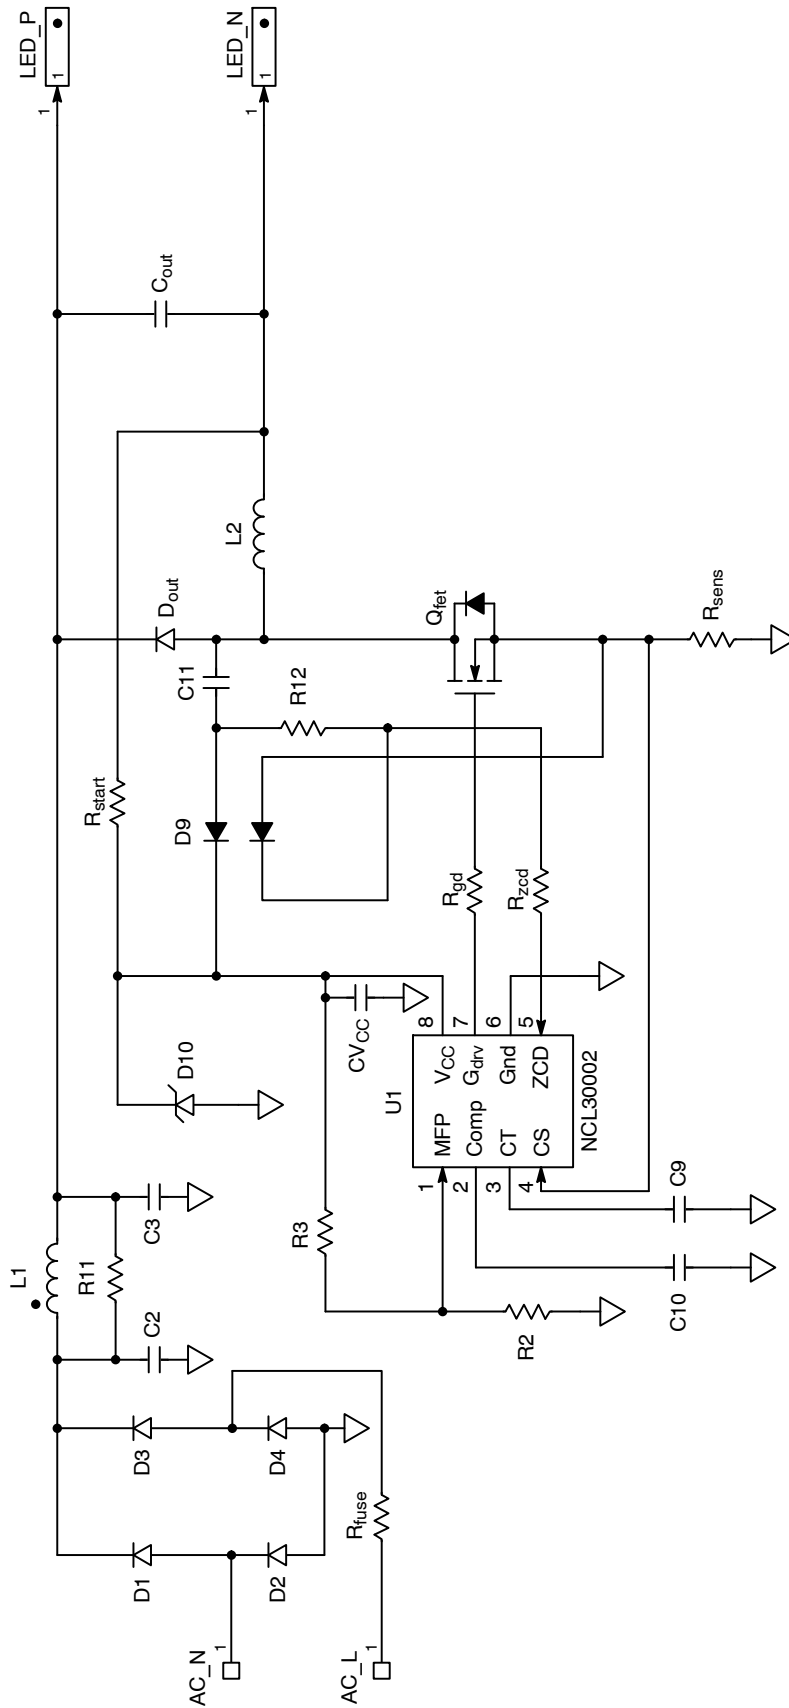 LED_P
1
1
LED_N
1
1
C_out
R_start
D_out
L2
C11
R12
D9
Q_fet
R_sens
R_gd
R_zcd
D10
CV_CC
L1
R11
C3
C2
R3
U1
MFP
Comp
CT
CS
V_CC
G_drv
Gnd
ZCD
1
2
3
4
8
7
6
5
NCL30002
R2
C9
C10
D3
D4
D1
D2
R_fuse
AC_N
1
AC_L
1